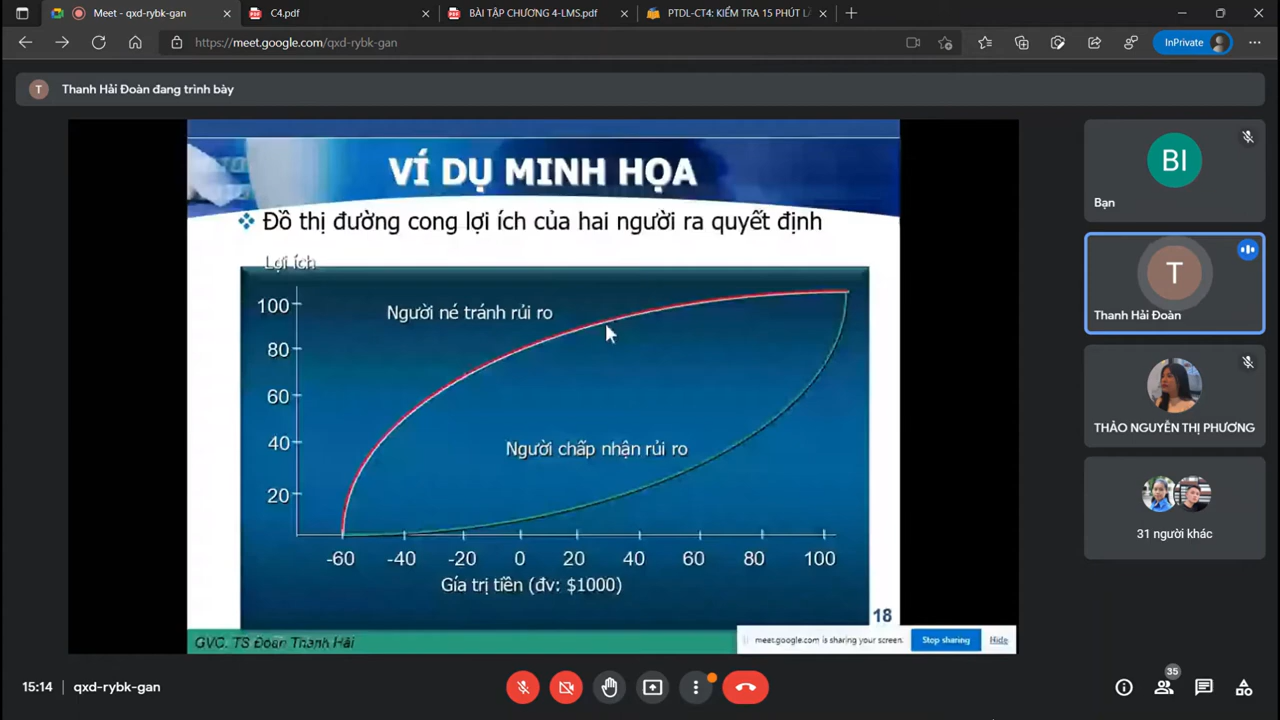 Meet - qxd-rybk-gan
C4.pdf
BÀI TẬP CHƯƠNG 4-LMS.pdf
PTDL-CT4: KIỂM TRA 15 PHÚT L
https://meet.google.com/qxd-rybk-gan
InPrivate
T
Thanh Hải Đoàn đang trình bày
VÍ DỤ MINH HỌA
Đồ thị đường cong lợi ích của hai người ra quyết định
Lợi ích
100
80
60
40
20
Người né tránh rủi ro
Người chấp nhận rủi ro
-60 -40 -20 0 20 40 60 80 100
Gía trị tiền (đv: $1000)
18
GVC. TS Đoàn Thanh Hải
meet.google.com is sharing your screen.
Stop sharing
Hide
BI
Bạn
T
Thanh Hải Đoàn
THẢO NGUYỄN THỊ PHƯƠNG
31 người khác
15:14 | qxd-rybk-gan
35